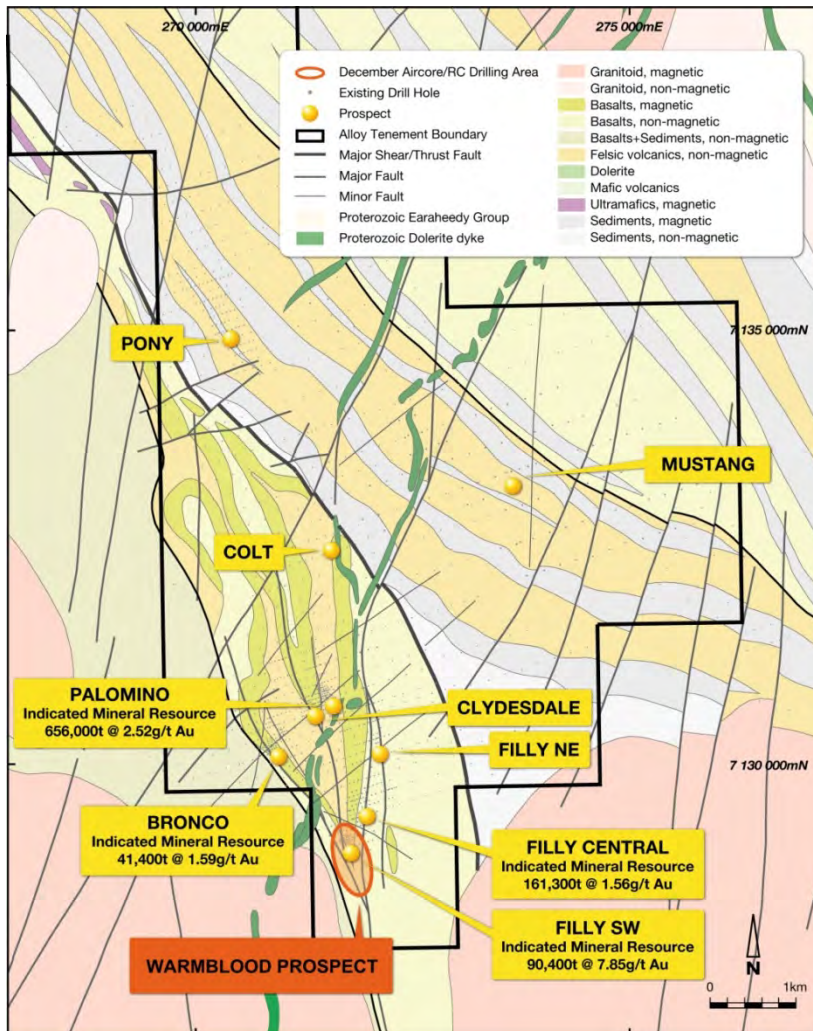 270 000mE
275 000mE
December Aircore/RC Drilling Area
Existing Drill Hole
Prospect
Alloy Tenement Boundary
Major Shear/Thrust Fault
Major Fault
Minor Fault
Proterozoic Earaheedy Group
Proterozoic Dolerite dyke
Granitoid, magnetic
Granitoid, non-magnetic
Basalts, magnetic
Basalts, non-magnetic
Basalts+Sediments, non-magnetic
Felsic volcanics, non-magnetic
Dolerite
Mafic volcanics
Ultramafics, magnetic
Sediments, magnetic
Sediments, non-magnetic
7 135 000mN
PONY
MUSTANG
COLT
PALOMINO
Indicated Mineral Resource
656,000t @ 2.52g/t Au
CLYDESDALE
FILLY NE
7 130 000mN
BRONCO
Indicated Mineral Resource
41,400t @ 1.59g/t Au
FILLY CENTRAL
Indicated Mineral Resource
161,300t @ 1.56g/t Au
FILLY SW
Indicated Mineral Resource
90,400t @ 7.85g/t Au
WARMBLOOD PROSPECT
N
0
1km